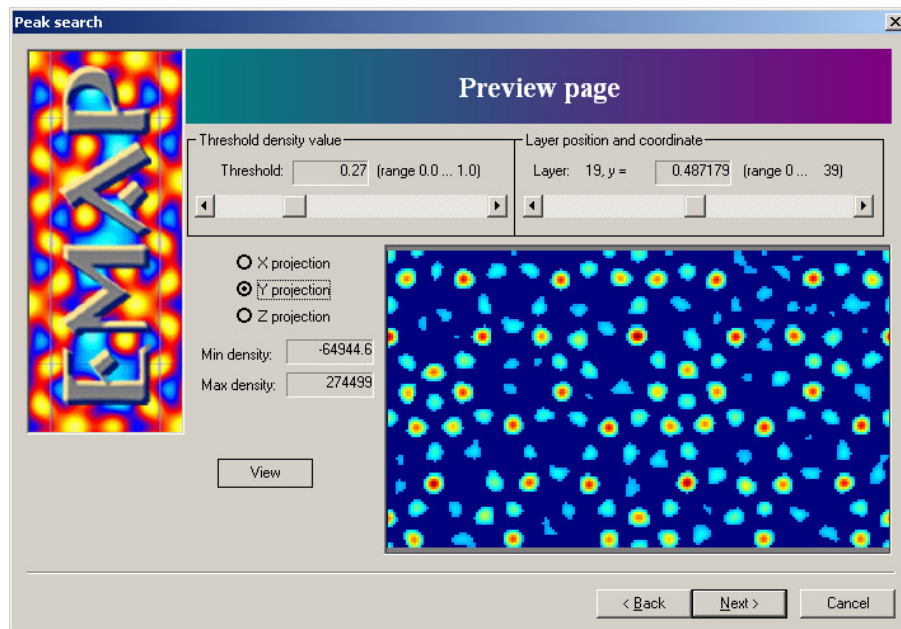 Peak search
EMAP
Preview page
Threshold density value
Threshold: 0.27 (range 0.0 ... 1.0)
Layer position and coordinate
Layer: 19, y = 0.487179 (range 0 ... 39)
X projection
Y projection
Z projection
Min density: -64944.6
Max density: 274499
View
< Back
Next >
Cancel